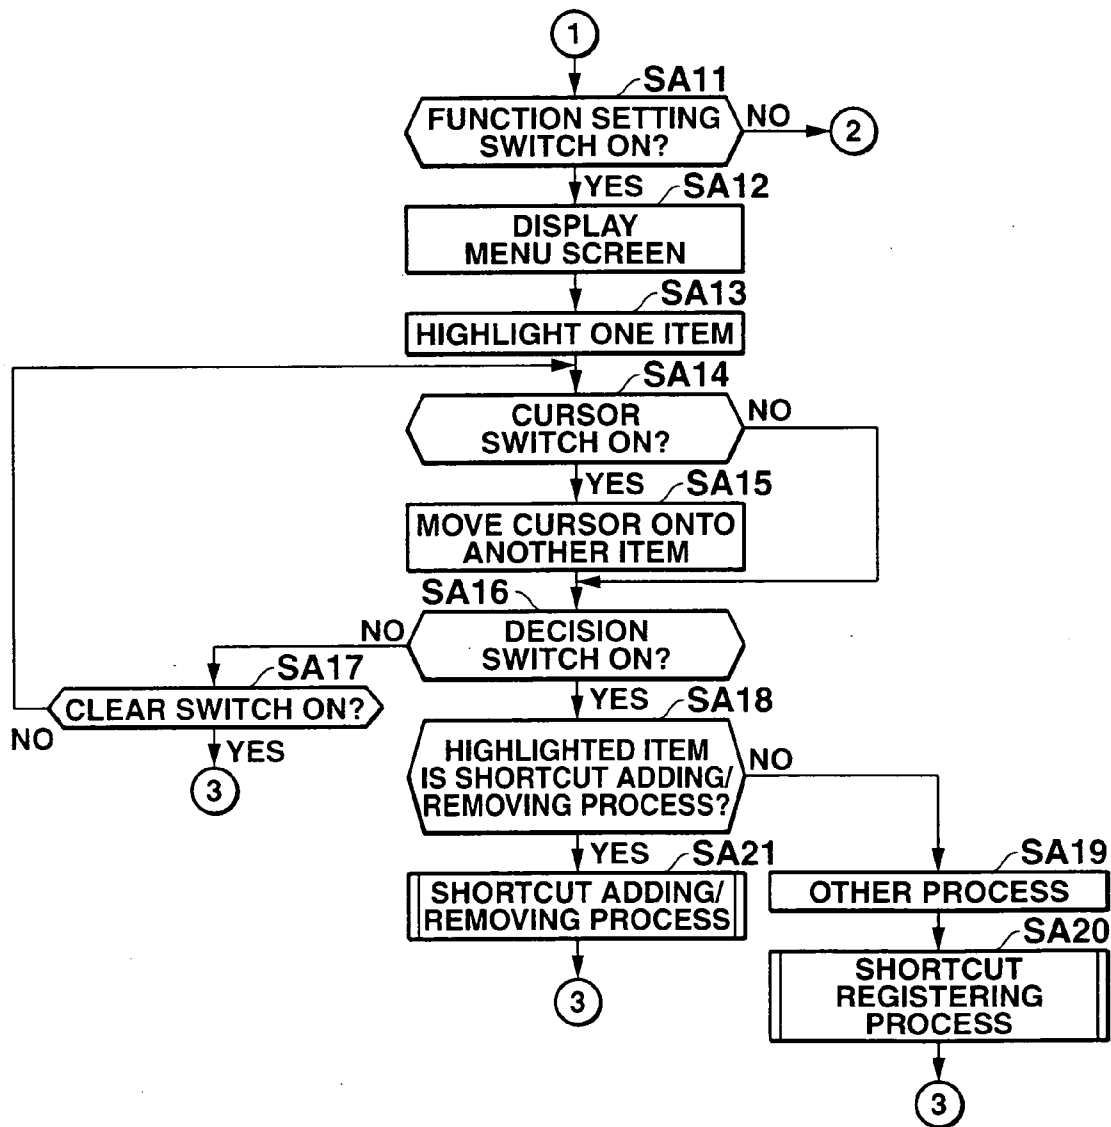 1
SA11
FUNCTION SETTING
SWITCH ON?
NO
2
YES
SA12
DISPLAY
MENU SCREEN
SA13
HIGHLIGHT ONE ITEM
SA14
CURSOR
SWITCH ON?
NO
YES
SA15
MOVE CURSOR ONTO
ANOTHER ITEM
SA16
DECISION
SWITCH ON?
NO
SA17
CLEAR SWITCH ON?
NO
YES
3
YES
SA18
HIGHLIGHTED ITEM
IS SHORTCUT ADDING/
REMOVING PROCESS?
NO
YES
SA21
SHORTCUT ADDING/
REMOVING PROCESS
3
SA19
OTHER PROCESS
SA20
SHORTCUT
REGISTERING
PROCESS
3